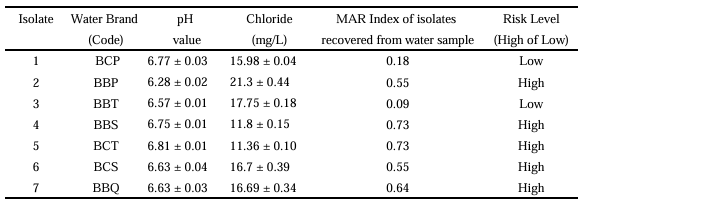 Isolate Water Brand pH Chloride MAR Index of isolates Risk Level
(Code) value (mg/L) recovered from water sample (High of Low)
1 BCP 6.77 ± 0.03 15.98 ± 0.04 0.18 Low
2 BBP 6.28 ± 0.02 21.3 ± 0.44 0.55 High
3 BBT 6.57 ± 0.01 17.75 ± 0.18 0.09 Low
4 BBS 6.75 ± 0.01 11.8 ± 0.15 0.73 High
5 BCT 6.81 ± 0.01 11.36 ± 0.10 0.73 High
6 BCS 6.63 ± 0.04 16.7 ± 0.39 0.55 High
7 BBQ 6.63 ± 0.03 16.69 ± 0.34 0.64 High